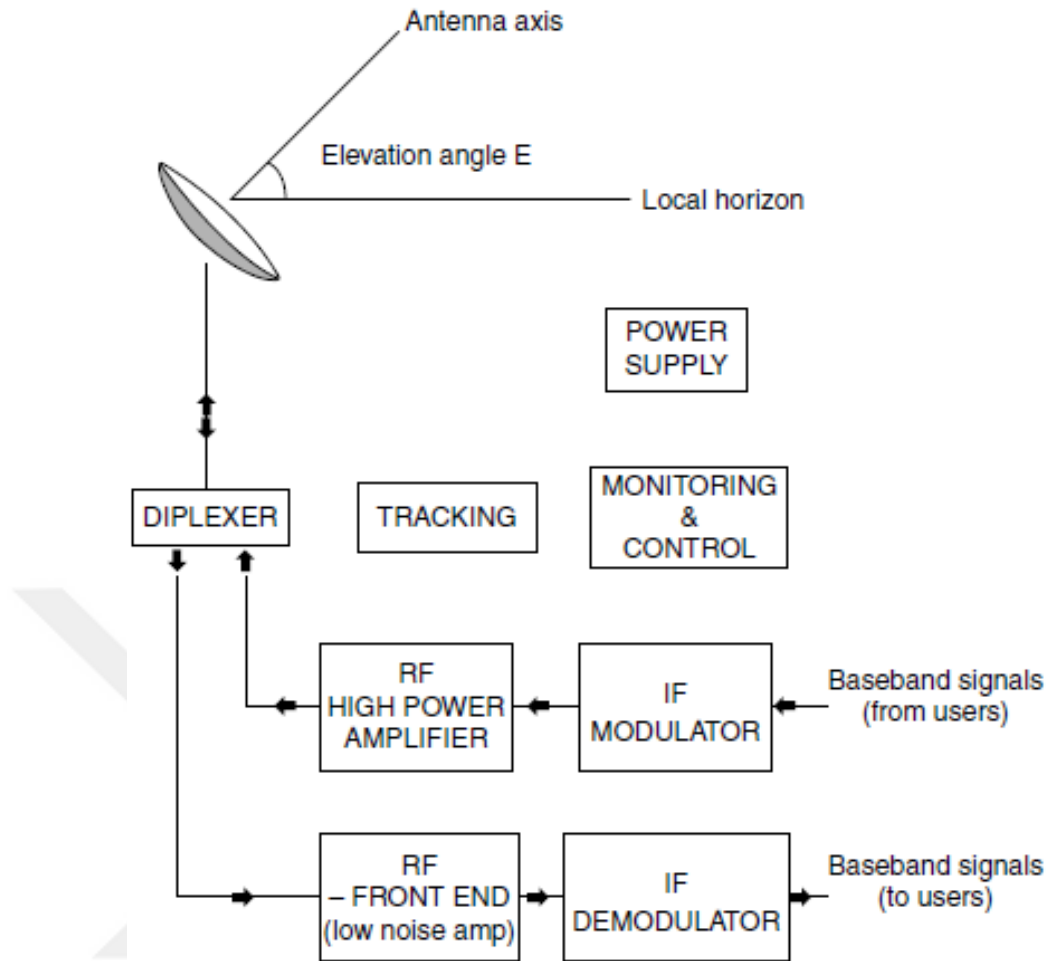 Antenna axis
Elevation angle E
Local horizon
POWER
SUPPLY
DIPLEXER
TRACKING
MONITORING
&
CONTROL
RF
HIGH POWER
AMPLIFIER
IF
MODULATOR
Baseband signals
(from users)
RF
– FRONT END
(low noise amp)
IF
DEMODULATOR
Baseband signals
(to users)